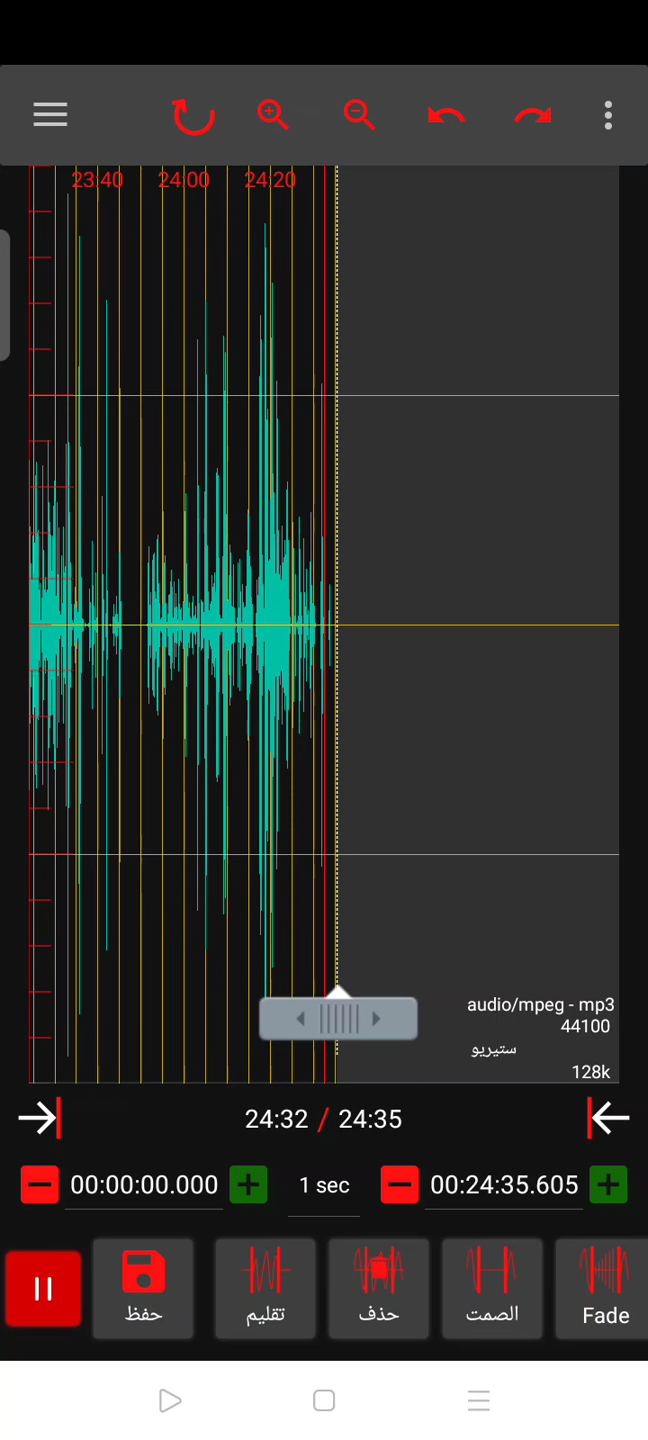 23:40 24:00 24:20
audio/mpeg - mp3
44100
ستيريو
128k
24:32 / 24:35
00:00:00.000 1 sec 00:24:35.605
حفظ تقليم حذف الصمت Fade